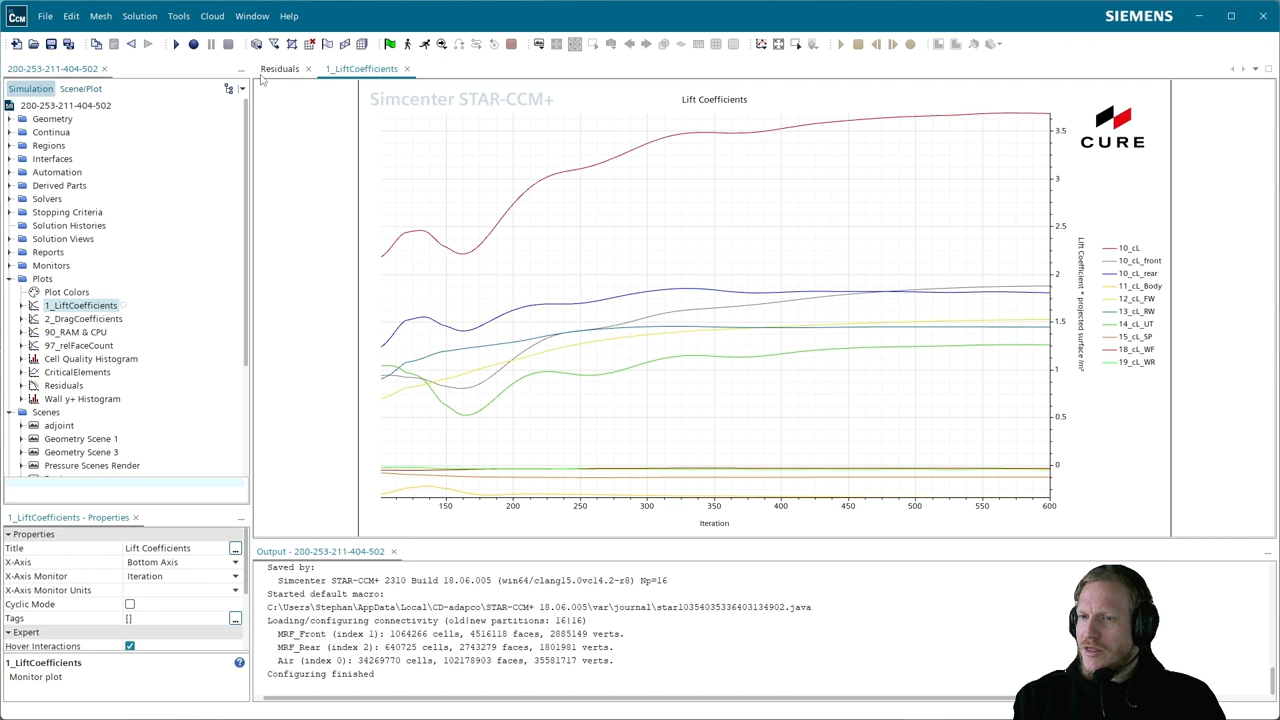 CCM
File Edit Mesh Solution Tools Cloud Window Help
SIEMENS
280-253-211-404-502
Residuals
1_LiftCoefficients
Simulation
Scene/Plot
280-253-211-404-502
Geometry
Continua
Regions
Interfaces
Automation
Derived Parts
Solvers
Stopping Criteria
Solution Histories
Solution Views
Reports
Monitors
Plots
Plot Colors
1_LiftCoefficients
2_DragCoefficients
90_RAM & CPU
97_relFaceCount
Cell Quality Histogram
CriticalElements
Residuals
Wall y+ Histogram
Scenes
adjoint
Geometry Scene 1
Geometry Scene 3
Pressure Scenes Render
1_LiftCoefficients - Properties
Properties
Title Lift Coefficients
X-Axis Bottom Axis
X-Axis Monitor Iteration
X-Axis Monitor Units
Cyclic Mode
Tags []
Expert
Hover Interactions
1_LiftCoefficients
Monitor plot
Simcenter STAR-CCM+
Lift Coefficients
CURE
3.5
3
2.5
2
1.5
1
0.5
0
Lift Coefficient * projected surface /m²
10_cL
10_cL_front
10_cL_rear
11_cL_Body
12_cL_FW
13_cL_RW
14_cL_UT
15_cL_SP
18_cL_WF
19_cL_WR
150 200 250 300 350 400 450 500 550 600
Iteration
Output - 280-253-211-404-502
Saved by:
Simcenter STAR-CCM+ 2310 Build 18.06.005 (win64/clang15.0vc14.2-r8) Np=16
Started default macro:
C:\Users\Stephan\AppData\Local\CD-adapco\STAR-CCM+ 18.06.005\var\journal\star10354035336403134902.java
Loading/configuring connectivity (old|new partitions: 16|16)
MRF_Front (index 1): 1064266 cells, 4516118 faces, 2885149 verts.
MRF_Rear (index 2): 640725 cells, 2743279 faces, 1801981 verts.
Air (index 0): 34269770 cells, 102178903 faces, 35581717 verts.
Configuring finished